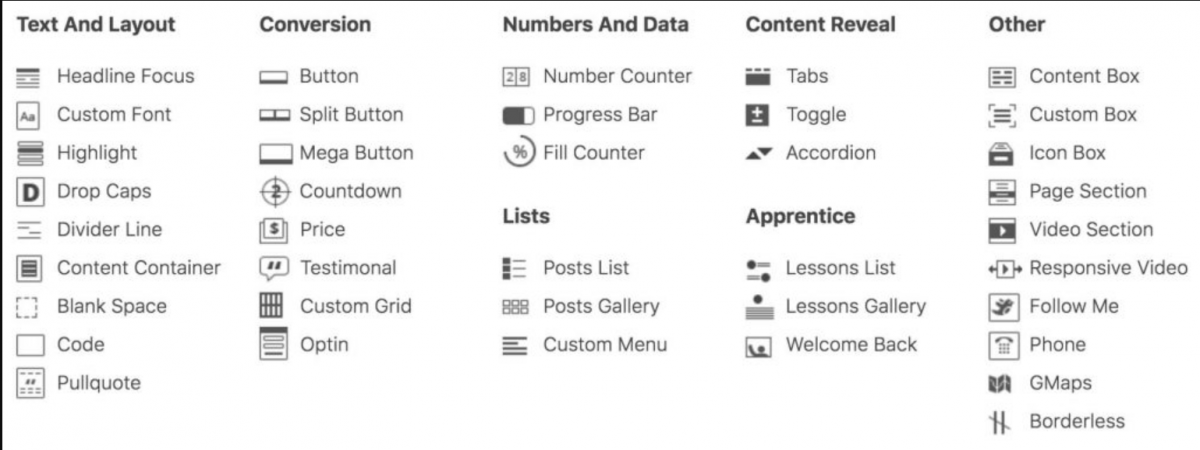 Text And Layout
Headline Focus
Aa
Custom Font
Highlight
D
Drop Caps
Divider Line
Content Container
Blank Space
Code
Pullquote
Conversion
Button
Split Button
Mega Button
2
Countdown
$
Price
Testimonal
Custom Grid
Optin
Numbers And Data
2 8
Number Counter
Progress Bar
%
Fill Counter
Lists
Posts List
Posts Gallery
Custom Menu
Content Reveal
Tabs
Toggle
Accordion
Apprentice
Lessons List
Lessons Gallery
Welcome Back
Other
Content Box
Custom Box
Icon Box
Page Section
Video Section
Responsive Video
Follow Me
Phone
GMaps
Borderless